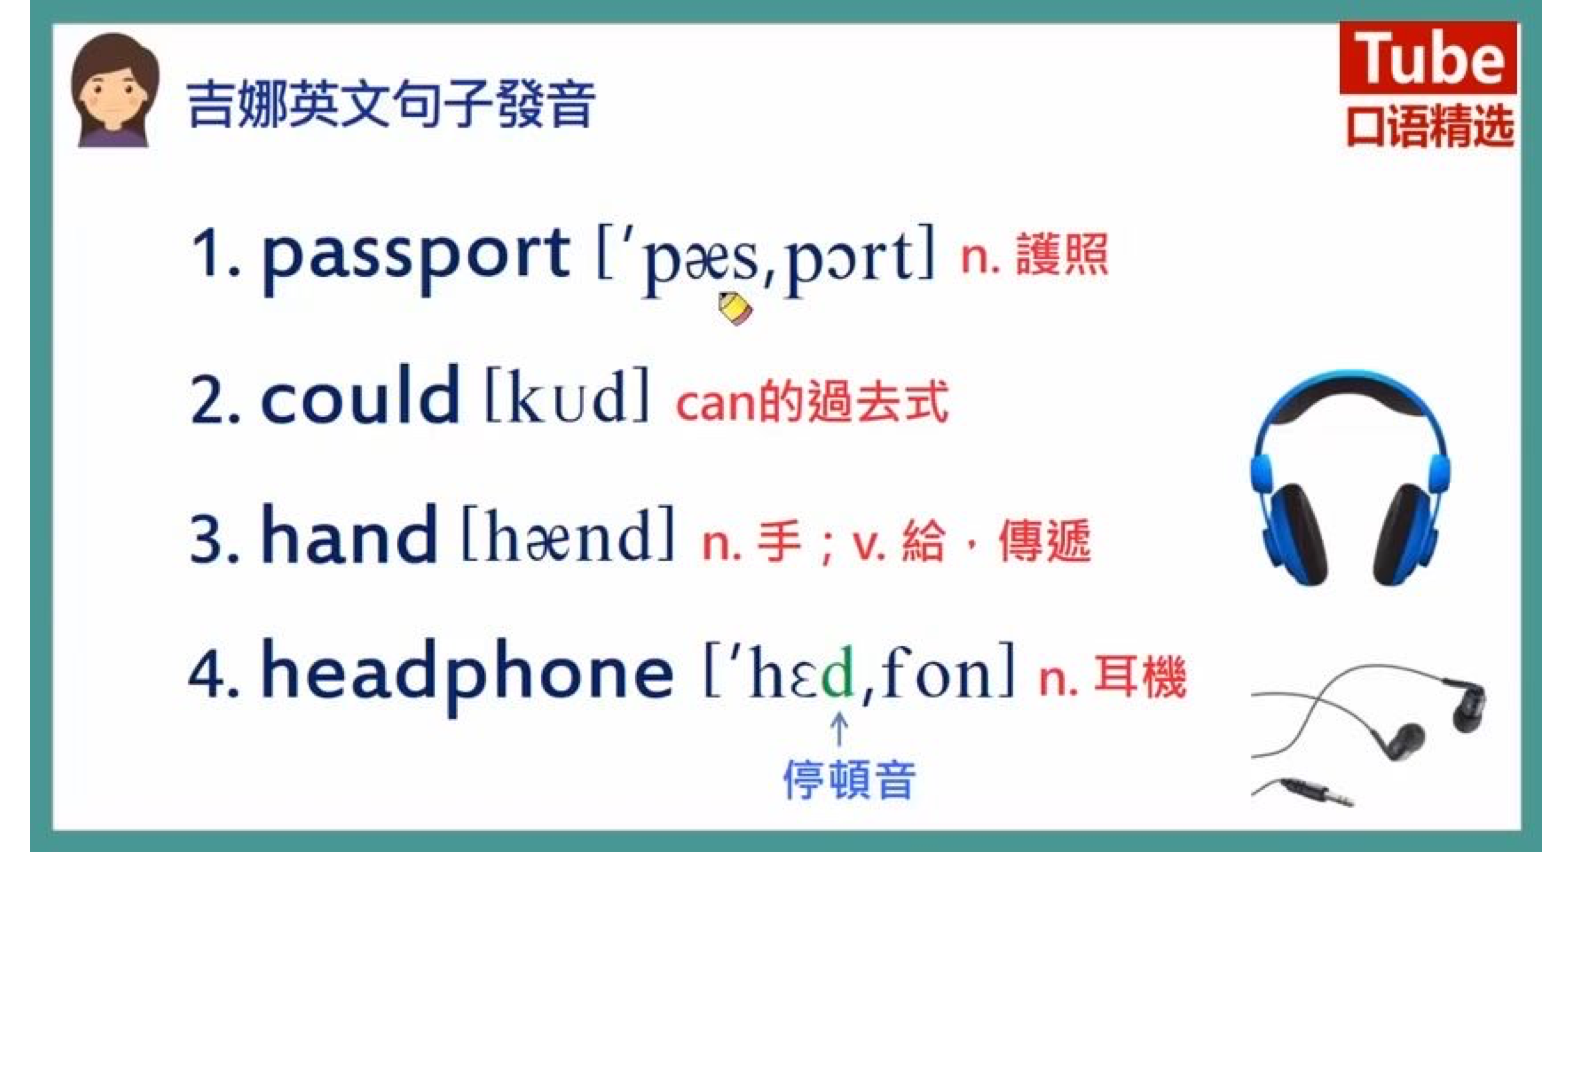 吉娜英文句子發音
Tube
口语精选
1. passport [ˈpæs,pɔrt] n. 護照
2. could [kᴜd] can的過去式
3. hand [hænd] n. 手；v. 給，傳遞
4. headphone [ˈhɛd,fon] n. 耳機
↑
停頓音